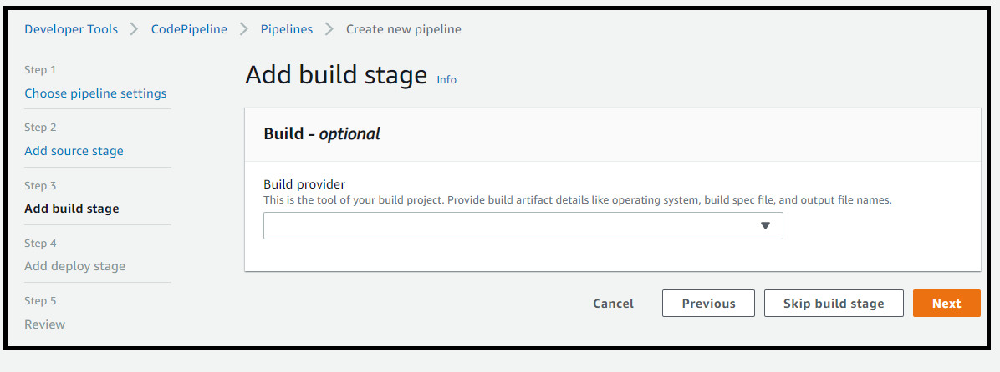 Developer Tools > CodePipeline > Pipelines > Create new pipeline
Step 1
Choose pipeline settings
Step 2
Add source stage
Step 3
Add build stage
Step 4
Add deploy stage
Step 5
Review
Add build stage Info
Build - optional
Build provider
This is the tool of your build project. Provide build artifact details like operating system, build spec file, and output file names.
Cancel Previous Skip build stage Next